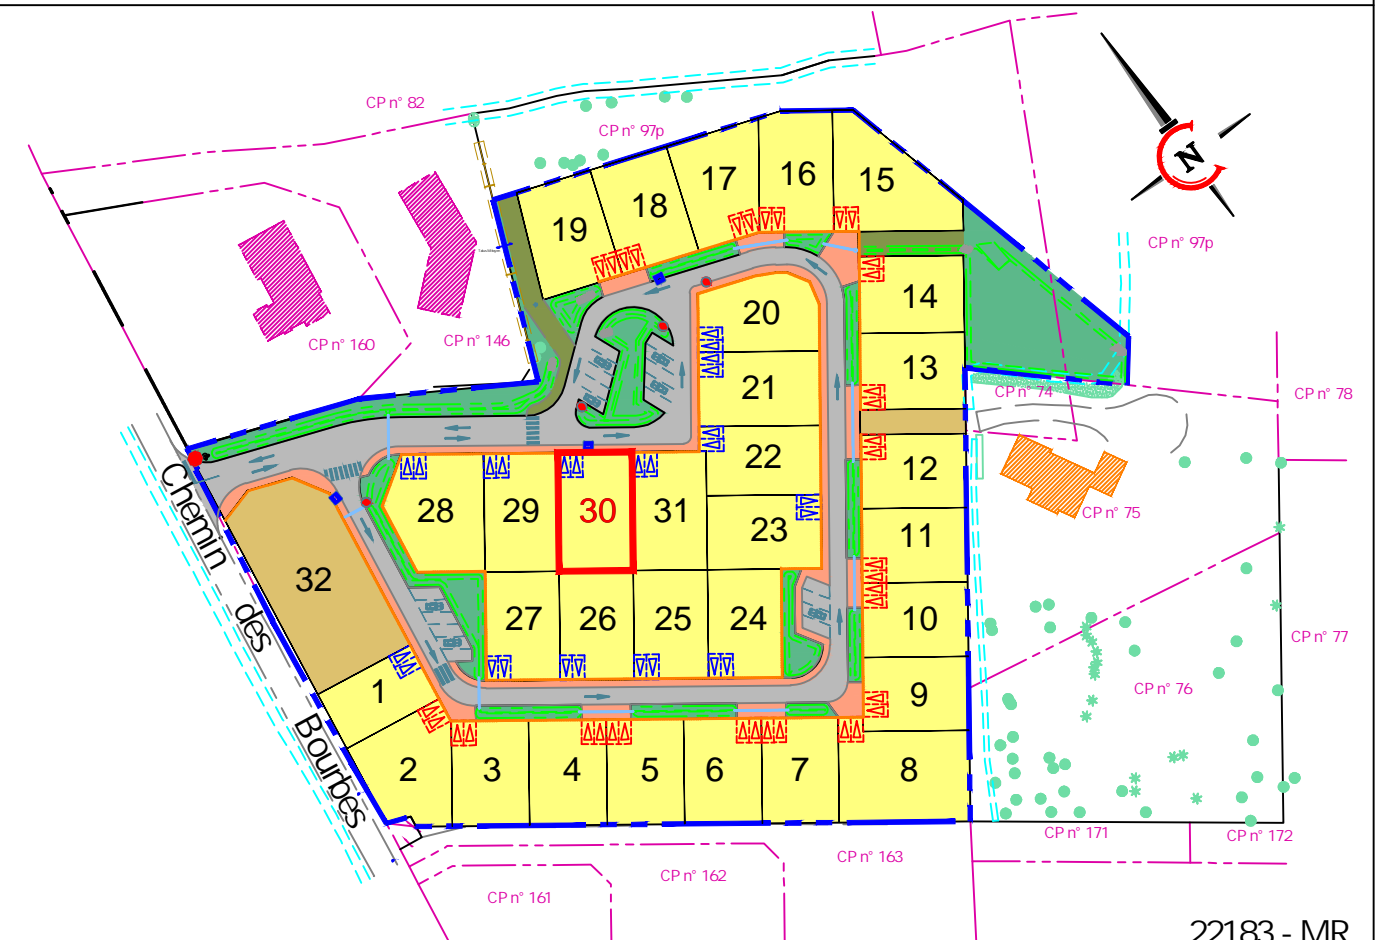 CP n° 82
CP n° 97p
N
17
16
15
18
19
CP n° 97p
14
20
CP n° 160
CP n° 146
13
21
CP n° 74
CP n° 78
22
12
28
29
30
31
CP n° 75
23
11
Chemin
des
Bourbes
32
27
26
25
24
10
CP n° 77
1
9
CP n° 76
2
3
4
5
6
7
8
CP n° 171
CP n° 172
CP n° 163
CP n° 162
CP n° 161
22183 - MR